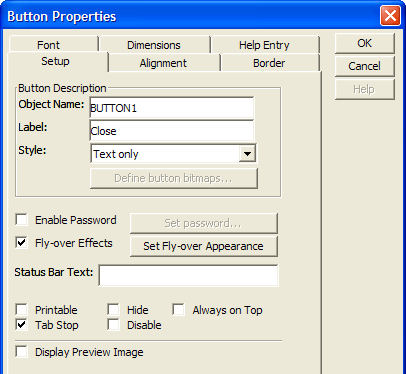 Button Properties
Font Dimensions Help Entry OK
Setup Alignment Border Cancel
Help
Button Description
Object Name: BUTTON1
Label: Close
Style: Text only
Define button bitmaps...
Enable Password Set password...
Fly-over Effects Set Fly-over Appearance
Status Bar Text:
Printable Hide Always on Top
Tab Stop Disable
Display Preview Image